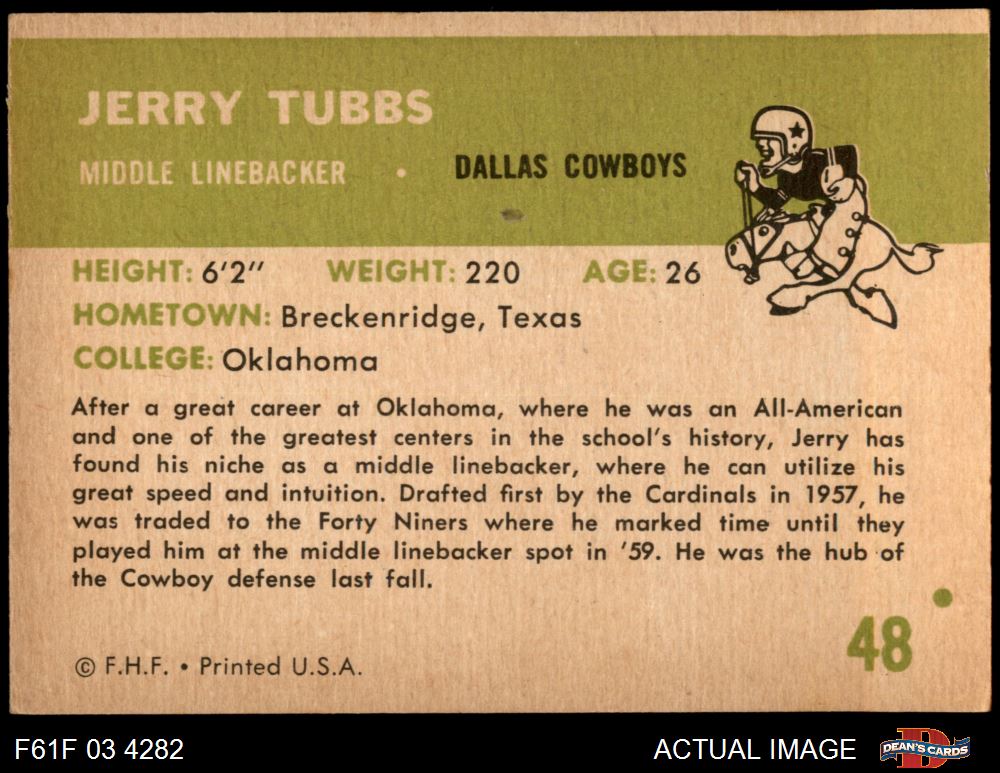 JERRY TUBBS
MIDDLE LINEBACKER • DALLAS COWBOYS
HEIGHT: 6'2" WEIGHT: 220 AGE: 26
HOMETOWN: Breckenridge, Texas
COLLEGE: Oklahoma
After a great career at Oklahoma, where he was an All-American
and one of the greatest centers in the school's history, Jerry has
found his niche as a middle linebacker, where he can utilize his
great speed and intuition. Drafted first by the Cardinals in 1957, he
was traded to the Forty Niners where he marked time until they
played him at the middle linebacker spot in '59. He was the hub of
the Cowboy defense last fall.
48
© F.H.F. • Printed U.S.A.
F61F 03 4282 ACTUAL IMAGE DEAN'S CARDS